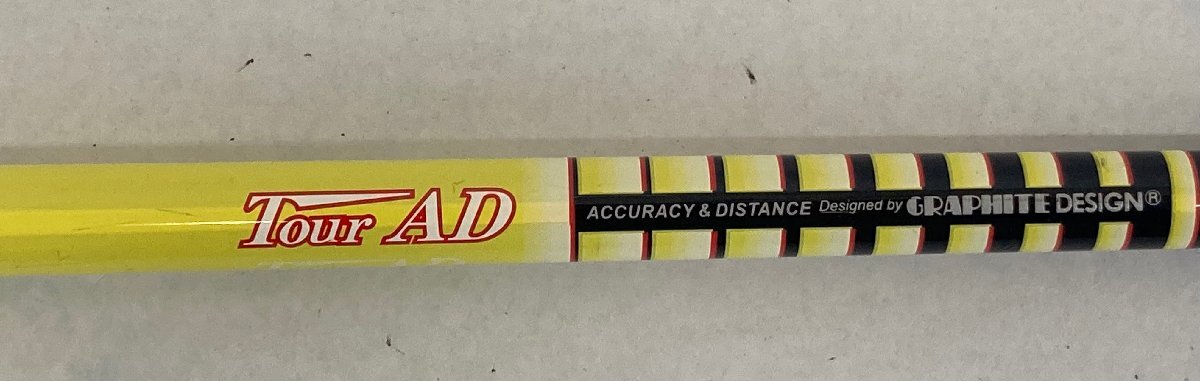 Tour AD
ACCURACY & DISTANCE Designed by GRAPHITE DESIGN®